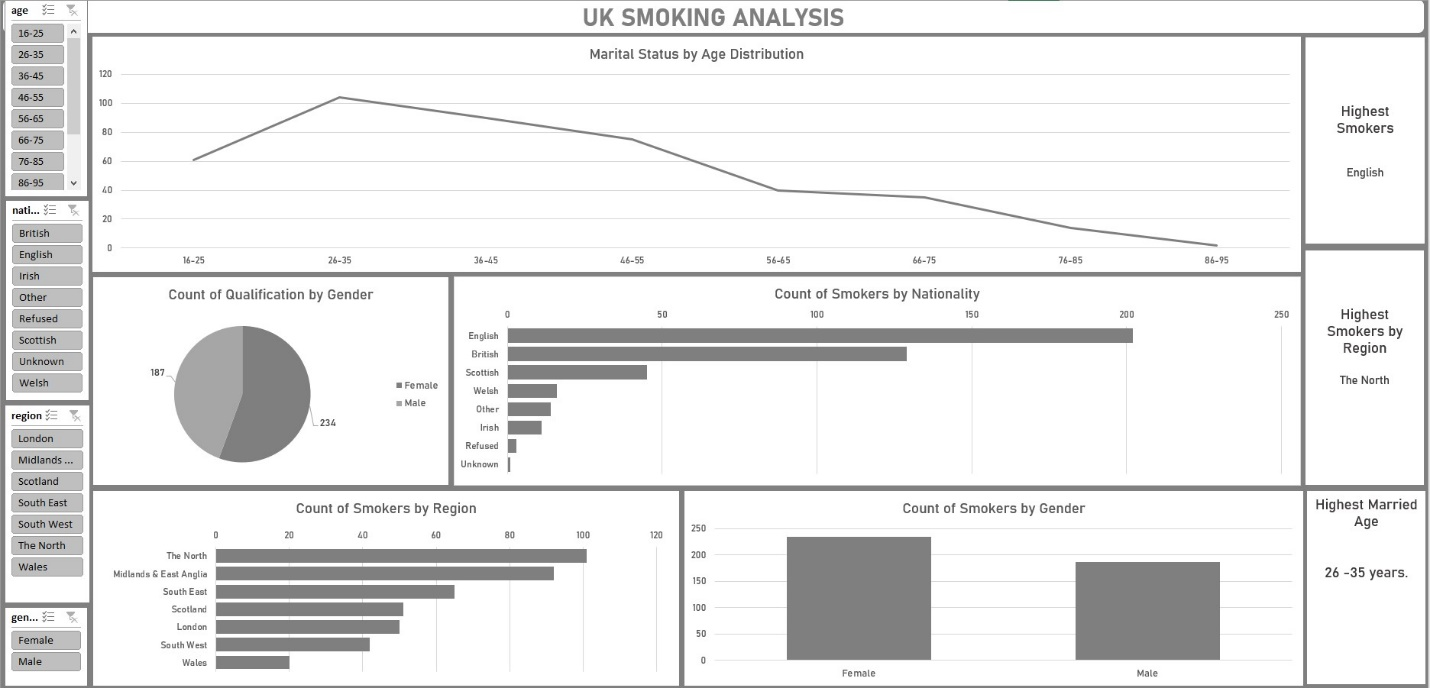 UK SMOKING ANALYSIS
age
16-25
26-35
36-45
46-55
56-65
66-75
76-85
86-95
nati...
British
English
Irish
Other
Refused
Scottish
Unknown
Welsh
region
London
Midlands ...
Scotland
South East
South West
The North
Wales
gen...
Female
Male
Marital Status by Age Distribution
120
100
80
60
40
20
0
16-25 26-35 36-45 46-55 56-65 66-75 76-85 86-95
Highest
Smokers
English
Count of Qualification by Gender
187
234
Female
Male
Count of Smokers by Nationality
0 50 100 150 200 250
English
British
Scottish
Welsh
Other
Irish
Refused
Unknown
Highest
Smokers by
Region
The North
Count of Smokers by Region
0 20 40 60 80 100 120
The North
Midlands & East Anglia
South East
Scotland
London
South West
Wales
Count of Smokers by Gender
250
200
150
100
50
0
Female Male
Highest Married
Age
26 -35 years.